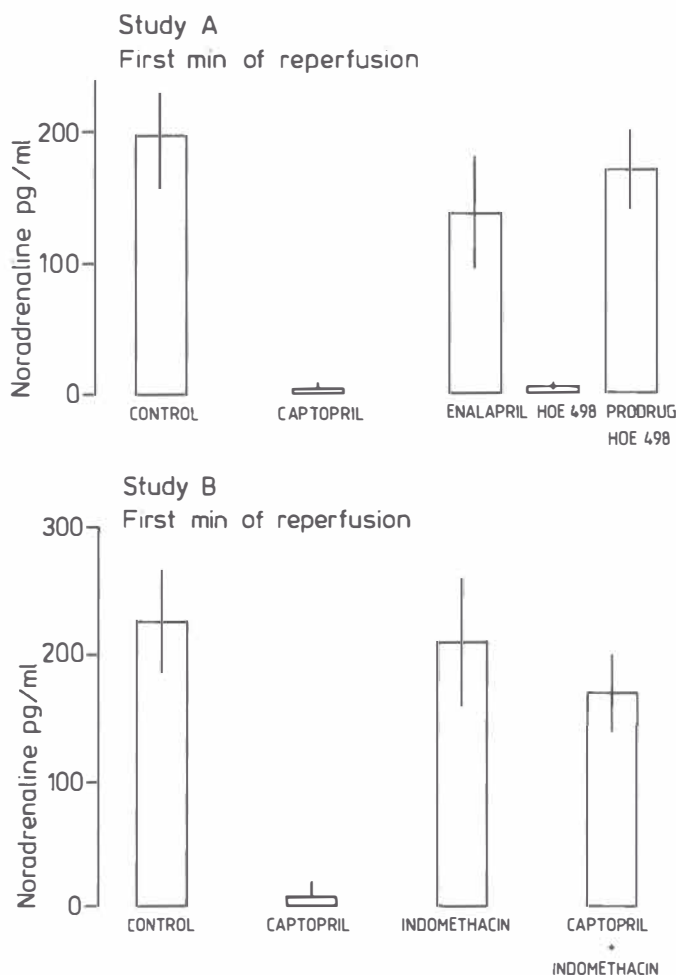 Study A
First min of reperfusion
Noradrenaline pg/ml
200
100
0
CONTROL
CAPTOPRIL
ENALAPRIL
HOE 498
PRODRUG
HOE 498
Study B
First min of reperfusion
Noradrenaline pg/ml
300
200
100
0
CONTROL
CAPTOPRIL
INDOMETHACIN
CAPTOPRIL
+
INDOMETHACIN